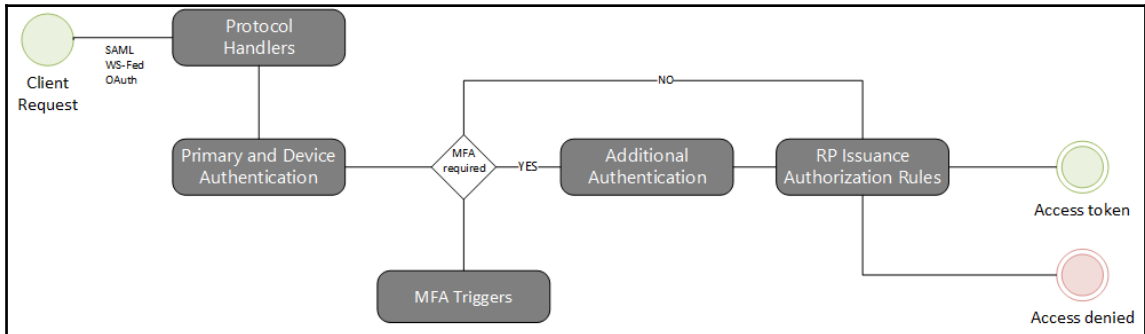 Protocol
Handlers
SAML
WS-Fed
OAuth
Client
Request
NO
Primary and Device
Authentication
MFA
required
YES
Additional
Authentication
RP Issuance
Authorization Rules
Access token
MFA Triggers
Access denied